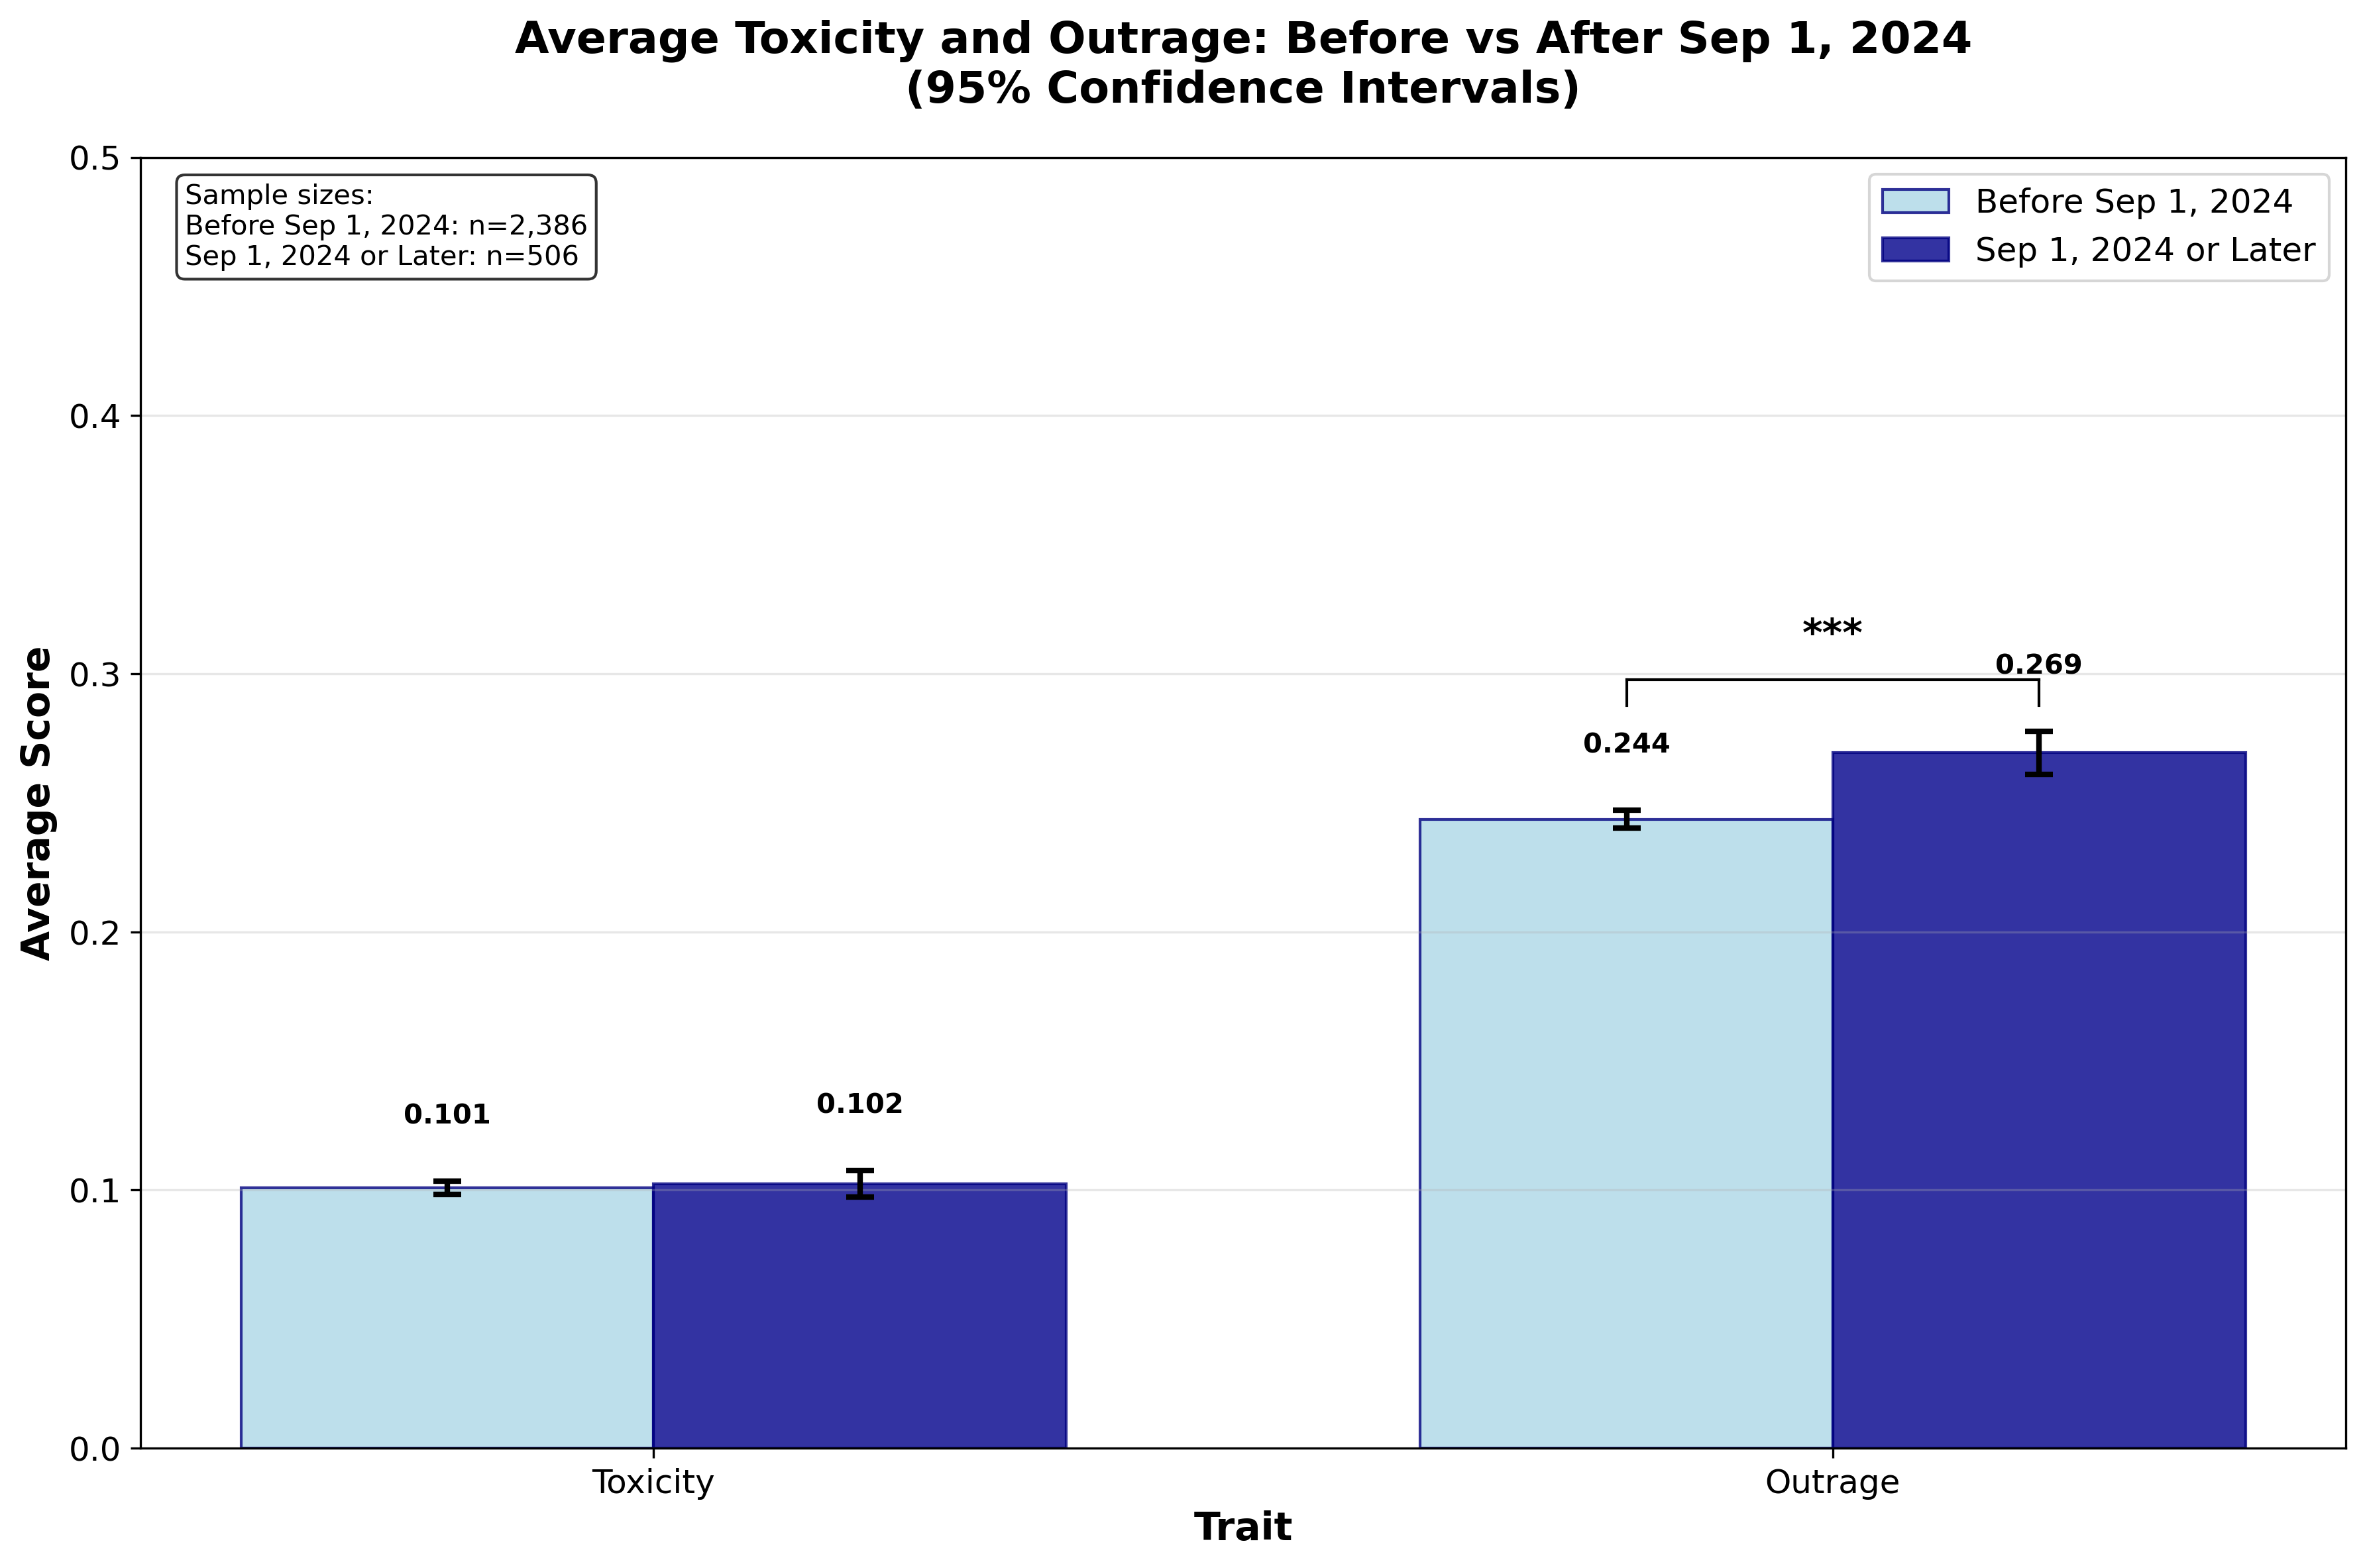 Average Toxicity and Outrage: Before vs After Sep 1, 2024
(95% Confidence Intervals)
0.5
Sample sizes:
Before Sep 1, 2024: n=2,386
Sep 1, 2024 or Later: n=506
Before Sep 1, 2024
Sep 1, 2024 or Later
0.4
***
0.269
0.3
0.244
Average Score
0.2
0.101
0.102
0.1
0.0
Toxicity
Outrage
Trait